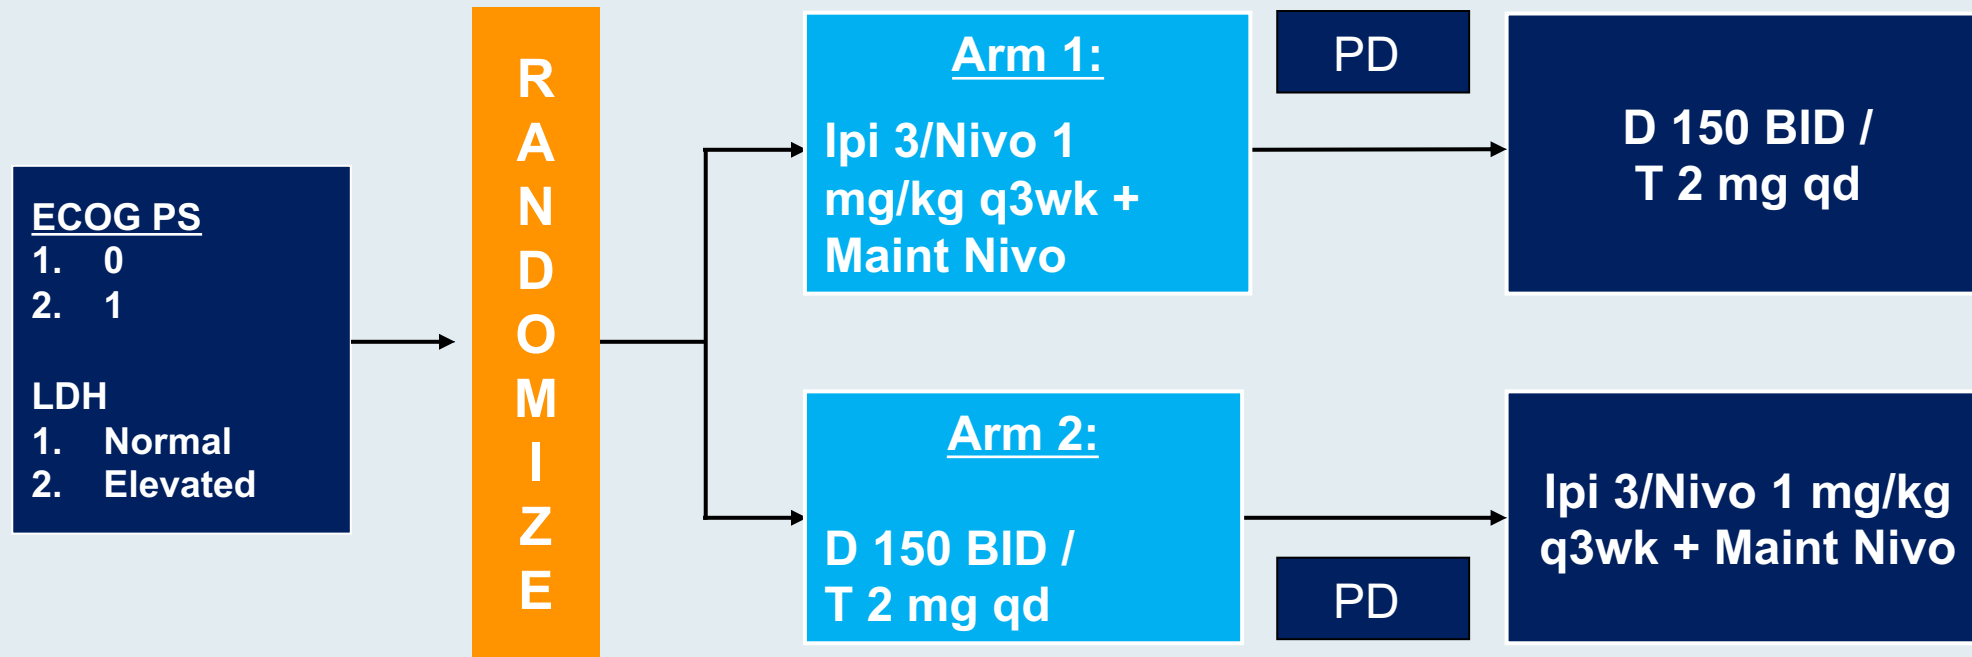 ECOG PS
1. 0
2. 1
LDH
1. Normal
2. Elevated
RANDOMIZE
Arm 1:
Ipi 3/Nivo 1
mg/kg q3wk +
Maint Nivo
PD
D 150 BID /
T 2 mg qd
Arm 2:
D 150 BID /
T 2 mg qd
PD
Ipi 3/Nivo 1 mg/kg
q3wk + Maint Nivo